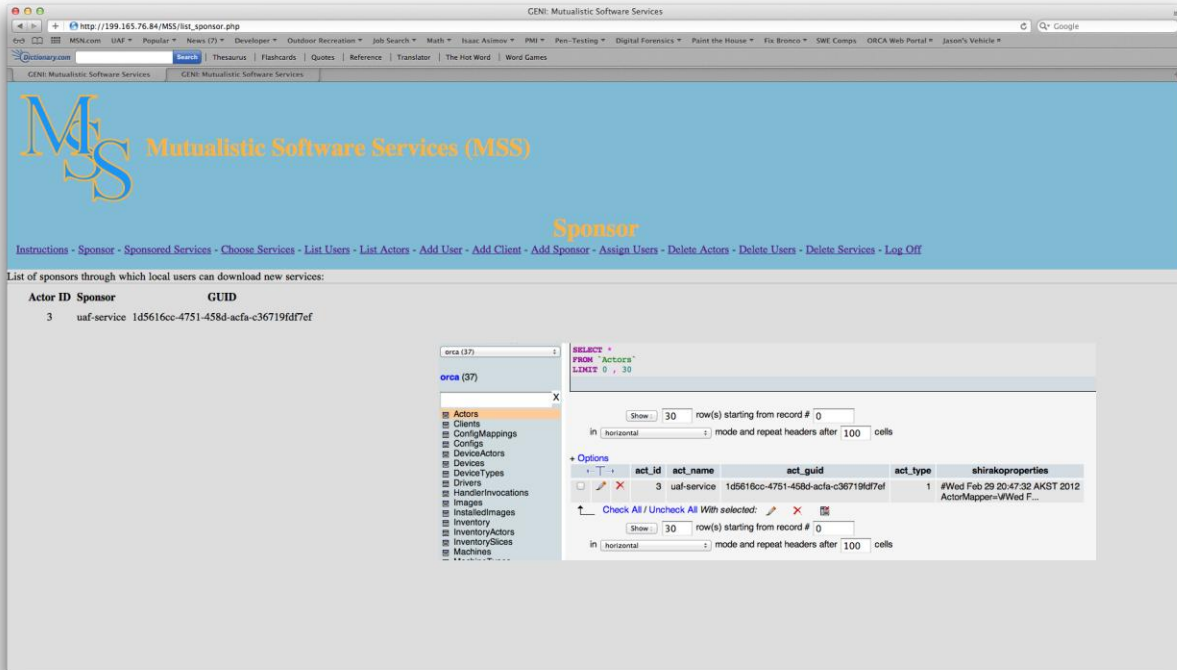 GENI: Mutualistic Software Services
http://199.165.76.84/MSS/list_sponsor.php
Google
MSN.com UAF Popular News (7) Developer Outdoor Recreation Job Search Math Isaac Asimov PMI Pen-Testing Digital Forensics Paint the House Fix Bronco SWE Comps ORCA Web Portal Jason's Vehicle
Dictionary.com Search Thesaurus | Flashcards | Quotes | Reference | Translator | The Hot Word | Word Games
GENI: Mutualistic Software Services GENI: Mutualistic Software Services
MSS
Mutualistic Software Services (MSS)
Sponsor
Instructions - Sponsor - Sponsored Services - Choose Services - List Users - List Actors - Add User - Add Client - Add Sponsor - Assign Users - Delete Actors - Delete Users - Delete Services - Log Off
List of sponsors through which local users can download new services:
Actor ID Sponsor GUID
3 uaf-service 1d5616cc-4751-458d-acfa-c36719fdf7ef
orca (37)
orca (37)
X
Actors
Clients
ConfigMappings
Configs
DeviceActors
Devices
DeviceTypes
Drivers
HandlerInvocations
Images
InstalledImages
Inventory
InventoryActors
InventorySlices
Machines
SELECT *
FROM `Actors`
LIMIT 0 , 30
Show : 30 row(s) starting from record # 0
in horizontal mode and repeat headers after 100 cells
+ Options
act_id act_name act_guid act_type shirakoproperties
3 uaf-service 1d5616cc-4751-458d-acfa-c36719fdf7ef 1 #Wed Feb 29 20:47:32 AKST 2012
ActorMapper=\#Wed F...
Check All / Uncheck All With selected:
Show : 30 row(s) starting from record # 0
in horizontal mode and repeat headers after 100 cells